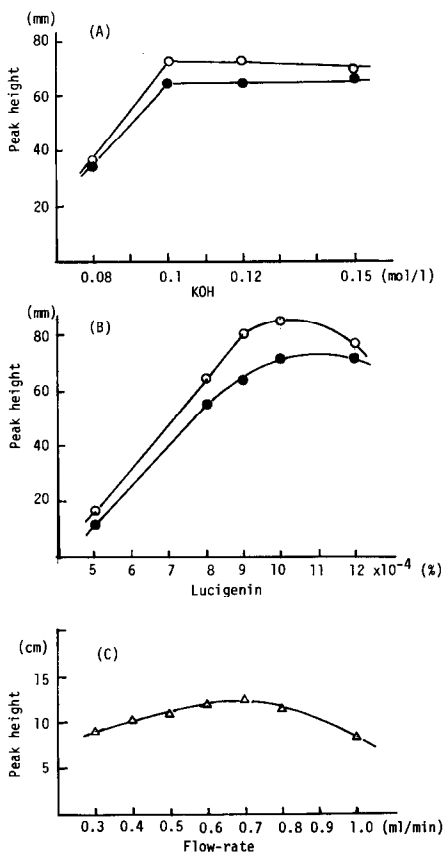 (mm)
(A)
80
60
40
20
Peak height
0.08 0.1 0.12 0.15 (mol/l)
KOH
(mm)
(B)
80
60
40
20
Peak height
5 6 7 8 9 10 11 12 x10⁻⁴ (%)
Lucigenin
(cm)
(C)
15
10
5
Peak height
0.3 0.4 0.5 0.6 0.7 0.8 0.9 1.0 (ml/min)
Flow-rate